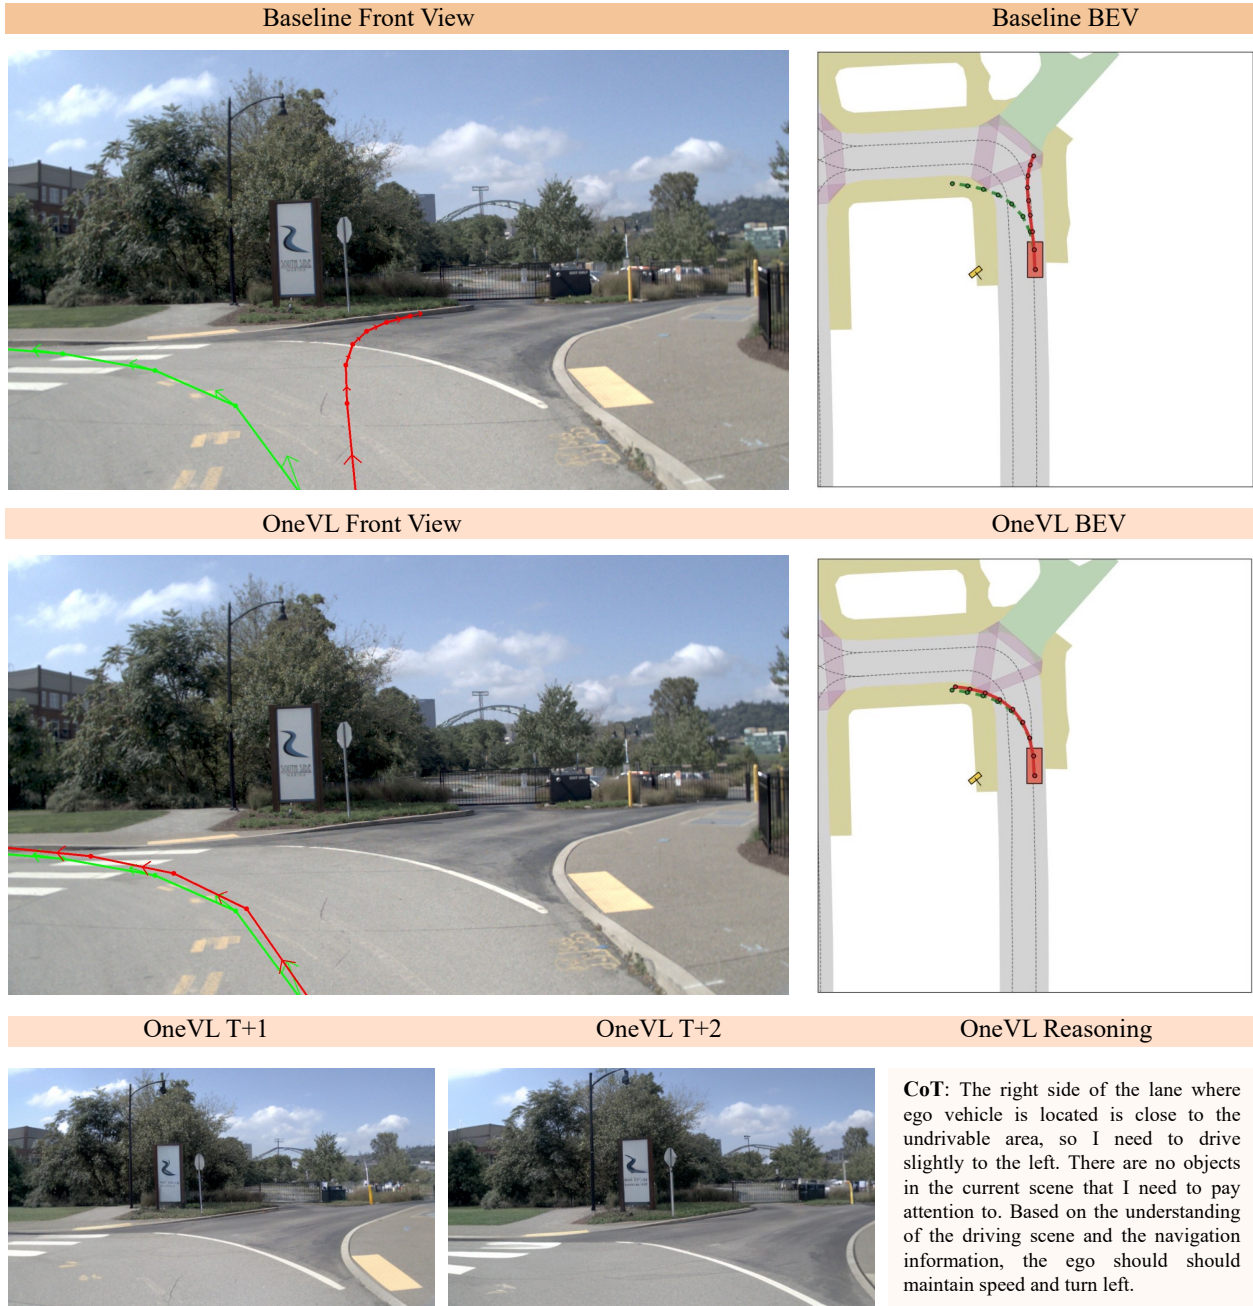 Baseline Front View
Baseline BEV
SOUTH SIDE
OneVL Front View
OneVL BEV
SOUTH SIDE
OneVL T+1
OneVL T+2
OneVL Reasoning
CoT: The right side of the lane where
ego vehicle is located is close to the
undrivable area, so I need to drive
slightly to the left. There are no objects
in the current scene that I need to pay
attention to. Based on the understanding
of the driving scene and the navigation
information, the ego should should
maintain speed and turn left.